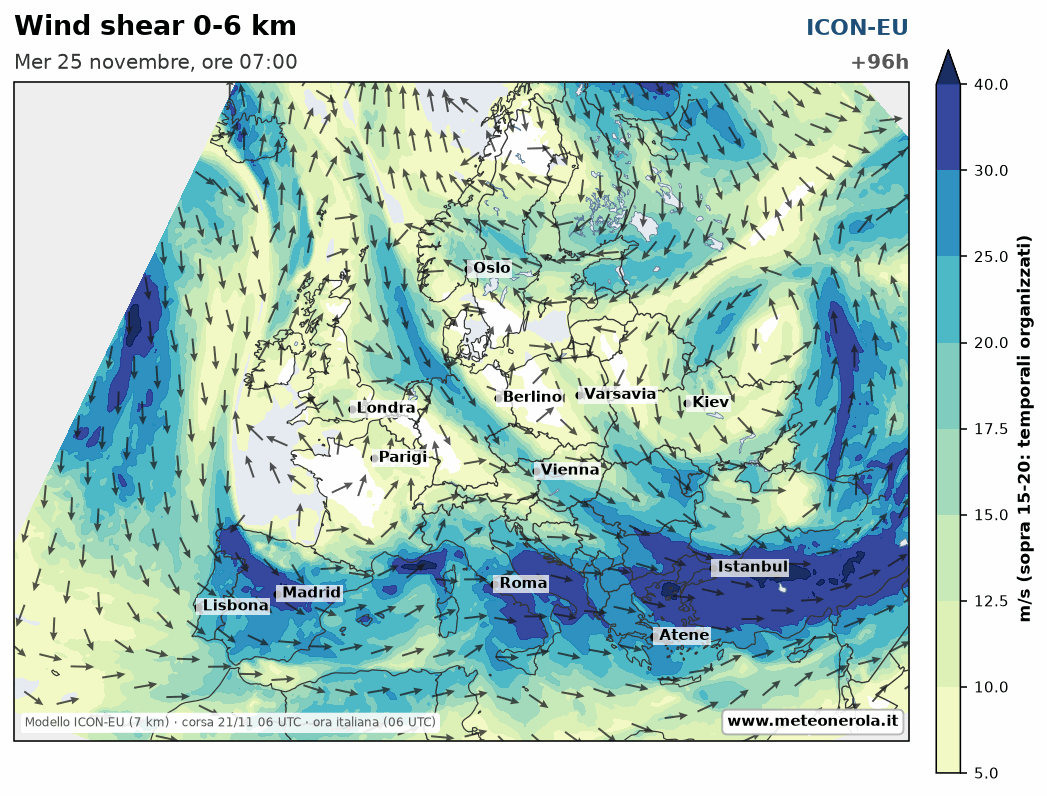 Wind shear 0-6 km
ICON-EU
Mer 25 novembre, ore 07:00
+96h
40.0
30.0
25.0
20.0
17.5
15.0
12.5
10.0
5.0
m/s (sopra 15-20: temporali organizzati)
Oslo
Londra
Berlino
Varsavia
Kiev
Parigi
Vienna
Istanbul
Roma
Madrid
Lisbona
Atene
Modello ICON-EU (7 km) · corsa 21/11 06 UTC · ora italiana (06 UTC)
www.meteonerola.it